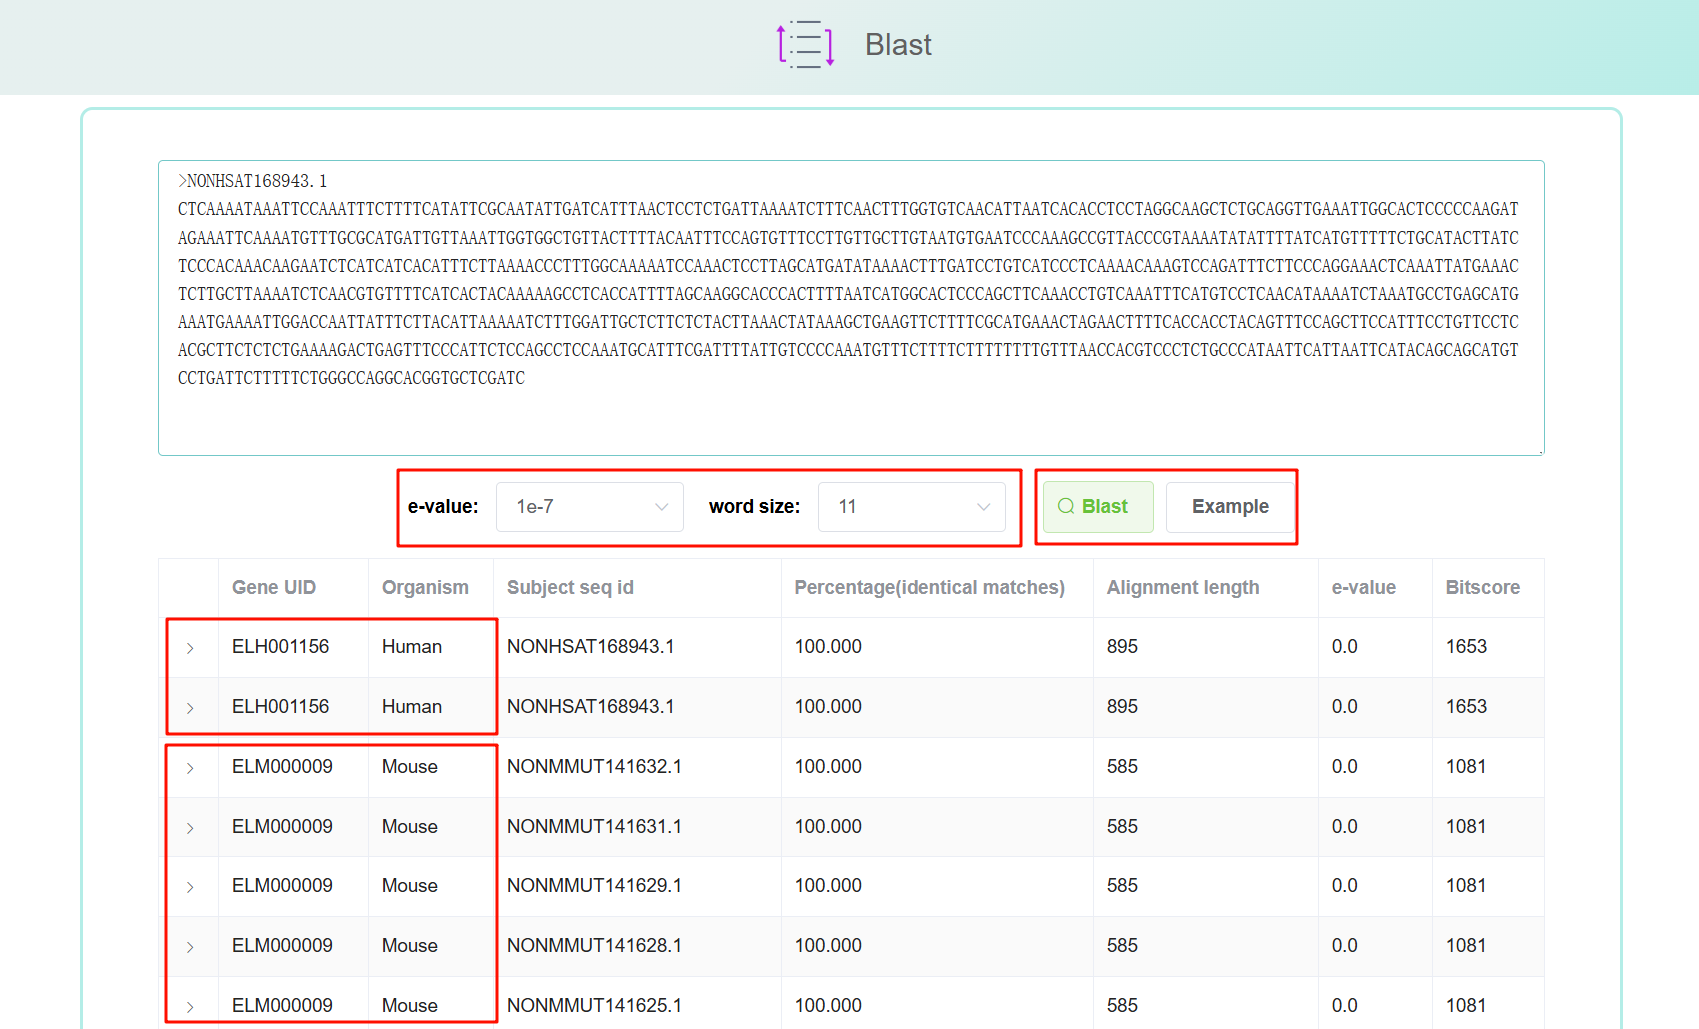 Blast
>NONHSAT168943.1
CTCAAAATAAATTCCAAATTTCTTTTCATATTCGCAATATTGATCATTTAACTCCTCTGATTAAAATCTTTCAACTTTGGTGTCAACATTAATCACACCTCCTAGGCAAGCTCTGCAGGTTGAAATTGGCACTCCCCCAAGAT
AGAAATTCAAAATGTTTGCGCATGATTGTTAAATTGGTGGCTGTTACTTTTACAATTTCCAGTGTTTCCTTGTTGCTTGTAATGTGAATCCCAAAGCCGTTACCCGTAAAATATATTTTATCATGTTTTTCTGCATACTTATC
TCCCACAAACAAGAATCTCATCATCACATTTCTTAAAACCCTTTGGCAAAAATCCAAACTCCTTAGCATGATATAAAACTTTGATCCTGTCATCCCTCAAAACAAAGTCCAGATTTCTTCCCAGGAAACTCAAATTATGAAAC
TCTTGCTTAAAATCTCAACGTGTTTTCATCACTACAAAAAGCCTCACCATTTTAGCAAGGCACCCACTTTTAATCATGGCACTCCCAGCTTCAAACCTGTCAAATTTCATGTCCTCAACATAAAATCTAAATGCCTGAGCATG
AAATGAAAATTGGACCAATTATTTCTTACATTAAAAATCTTTGGATTGCTCTTCTCTACTTAAACTATAAAGCTGAAGTTCTTTTCGCATGAAACTAGAACTTTTCACCACCTACAGTTTCCAGCTTCCATTTCCTGTTCCTC
ACGCTTCTCTCTGAAAAGACTGAGTTTCCCATTCTCCAGCCTCCAAATGCATTTCGATTTTATTGTCCCCAAATGTTTCTTTTCTTTTTTTTGTTTAACCACGTCCCTCTGCCCATAATTCATTAATTCATACAGCAGCATGT
CCTGATTCTTTTTCTGGGCCAGGCACGGTGCTCGATC
e-value: 1e-7 word size: 11 Blast Example
Gene UID Organism Subject seq id Percentage(identical matches) Alignment length e-value Bitscore
ELH001156 Human NONHSAT168943.1 100.000 895 0.0 1653
ELH001156 Human NONHSAT168943.1 100.000 895 0.0 1653
ELM000009 Mouse NONMMUT141632.1 100.000 585 0.0 1081
ELM000009 Mouse NONMMUT141631.1 100.000 585 0.0 1081
ELM000009 Mouse NONMMUT141629.1 100.000 585 0.0 1081
ELM000009 Mouse NONMMUT141628.1 100.000 585 0.0 1081
ELM000009 Mouse NONMMUT141625.1 100.000 585 0.0 1081